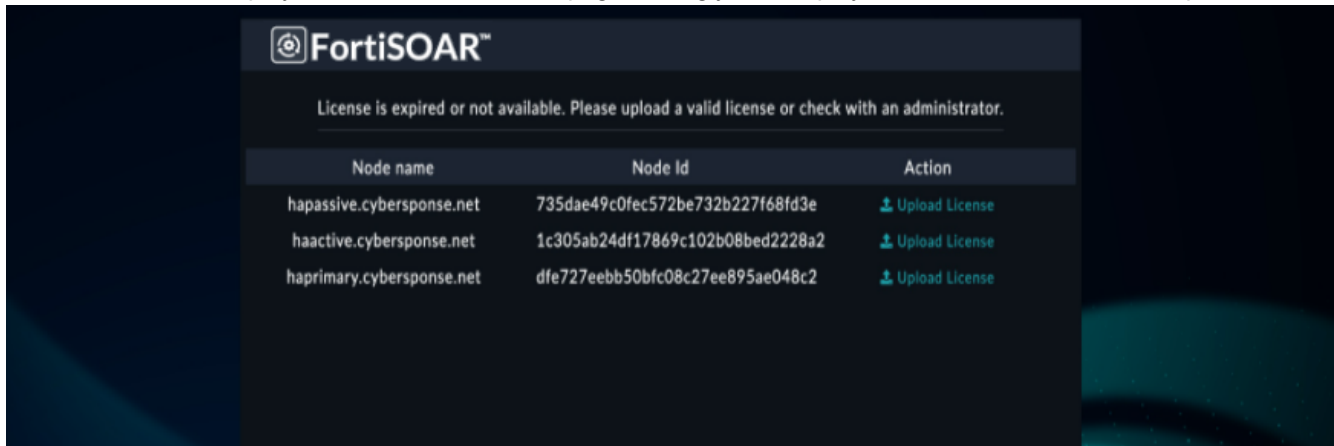 FortiSOAR™
License is expired or not available. Please upload a valid license or check with an administrator.
Node name Node Id Action
hapassive.cybersponse.net 735dae49c0fec572be732b227f68fd3e Upload License
haactive.cybersponse.net 1c305ab24df17869c102b08bed2228a2 Upload License
haprimary.cybersponse.net dfe727eebb50bfc08c27ee895ae048c2 Upload License